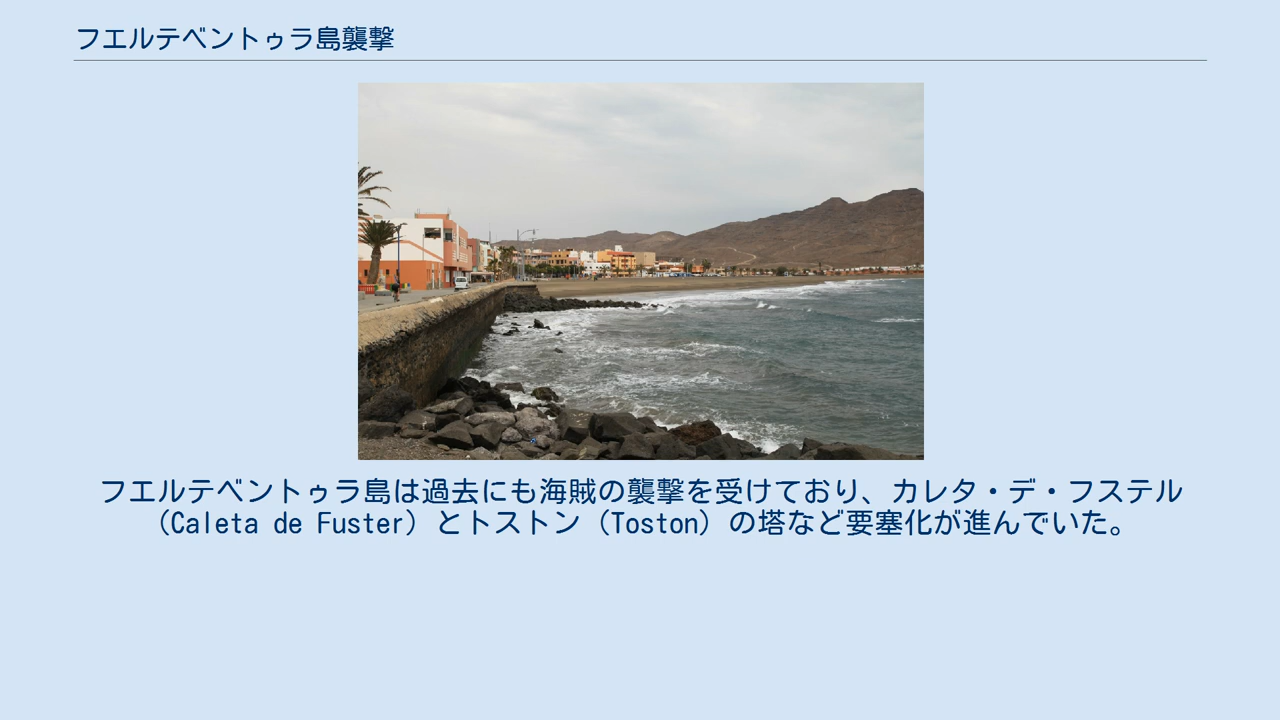 フエルテベントゥラ島襲撃
フエルテベントゥラ島は過去にも海賊の襲撃を受けており、カレタ・デ・フステル
（Caleta de Fuster）とトストン（Toston）の塔など要塞化が進んでいた。